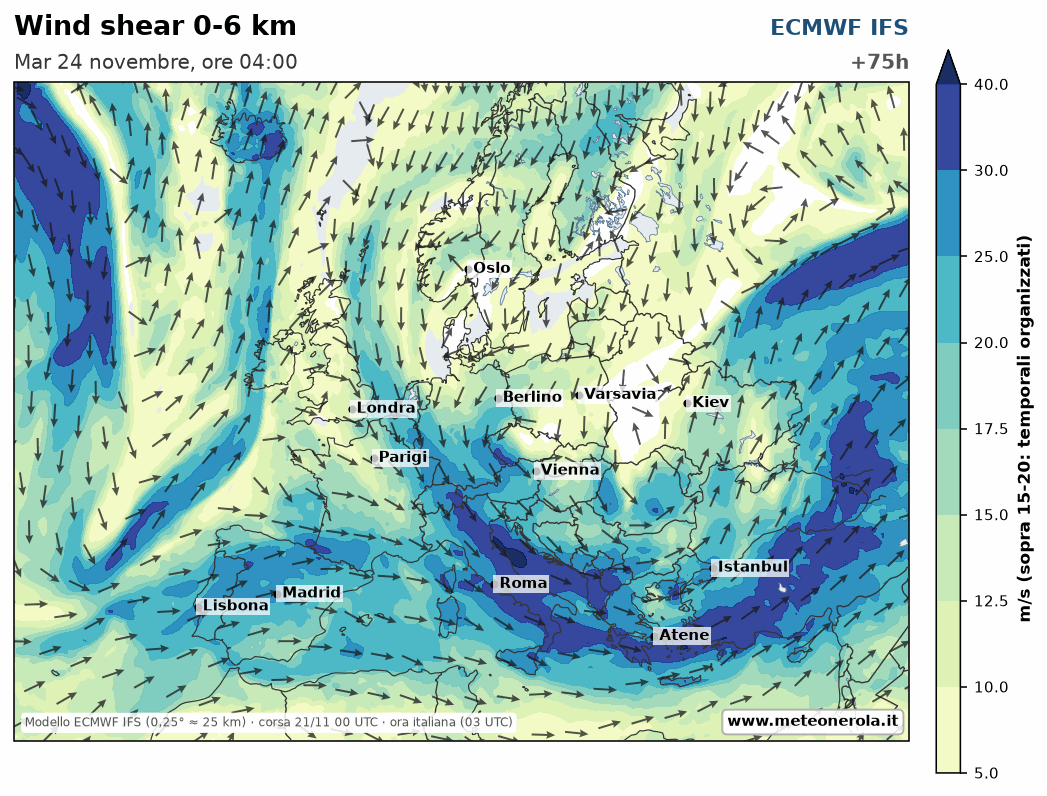 Wind shear 0-6 km
ECMWF IFS
Mar 24 novembre, ore 04:00
+75h
40.0
30.0
25.0
20.0
17.5
15.0
12.5
10.0
5.0
m/s (sopra 15-20: temporali organizzati)
Oslo
Berlino
Varsavia
Kiev
Londra
Parigi
Vienna
Istanbul
Roma
Madrid
Lisbona
Atene
Modello ECMWF IFS (0.25° ≈ 25 km) · corsa 21/11 00 UTC · ora italiana (03 UTC)
www.meteonerola.it